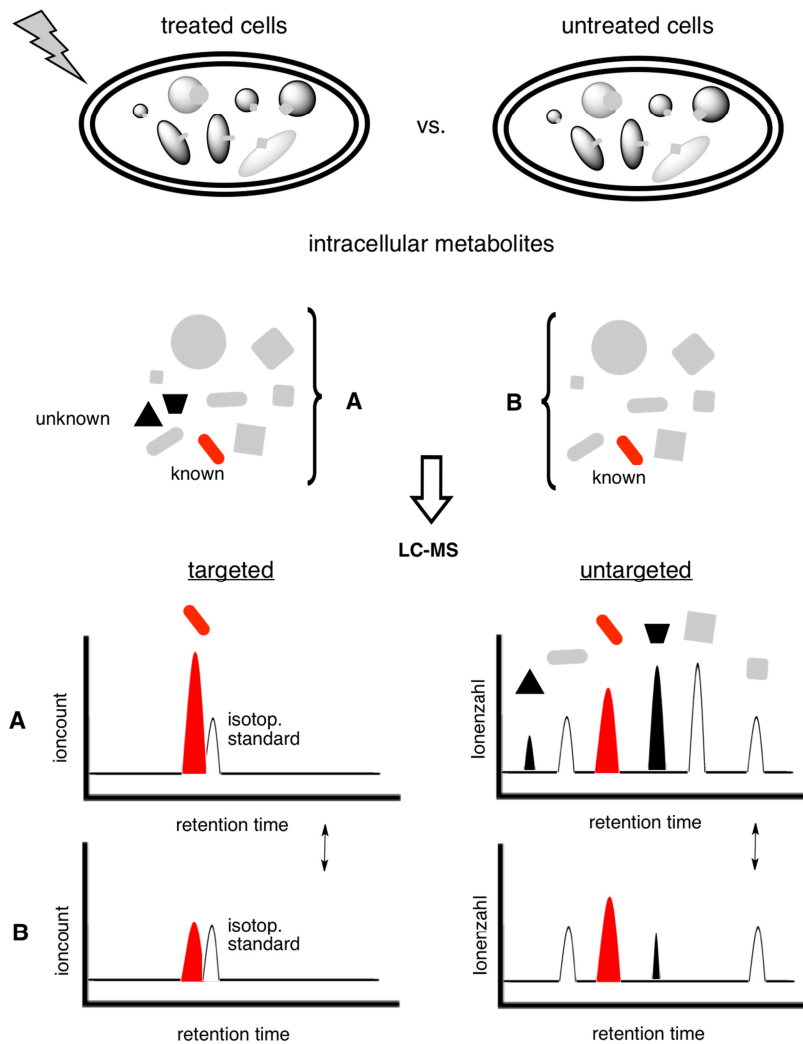 treated cells
untreated cells
vs.
intracellular metabolites
unknown
A
B
known
known
LC-MS
targeted
untargeted
A
ioncount
isotop.
standard
retention time
Ionenzahl
retention time
B
ioncount
isotop.
standard
retention time
Ionenzahl
retention time